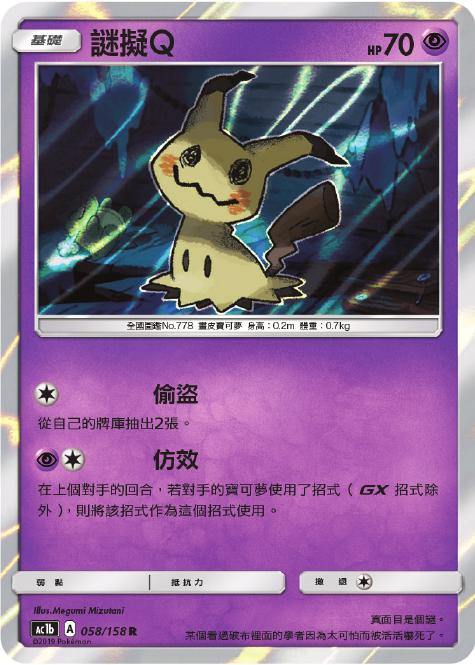 基礎 謎擬Q HP70
全國圖鑑No.778 畫皮寶可夢 身高：0.2m 體重：0.7kg
偷盜
從自己的牌庫抽出2張。
仿效
在上個對手的回合，若對手的寶可夢使用了招式（GX 招式除
外），則將該招式作為這個招式使用。
弱點 抵抗力 撤退
Illus.Megumi Mizutani
AC1b A 058/158 R
©2019 Pokémon
真面目是個謎。
某個看過破布裡面的學者因為太可怕而被活活嚇死了。